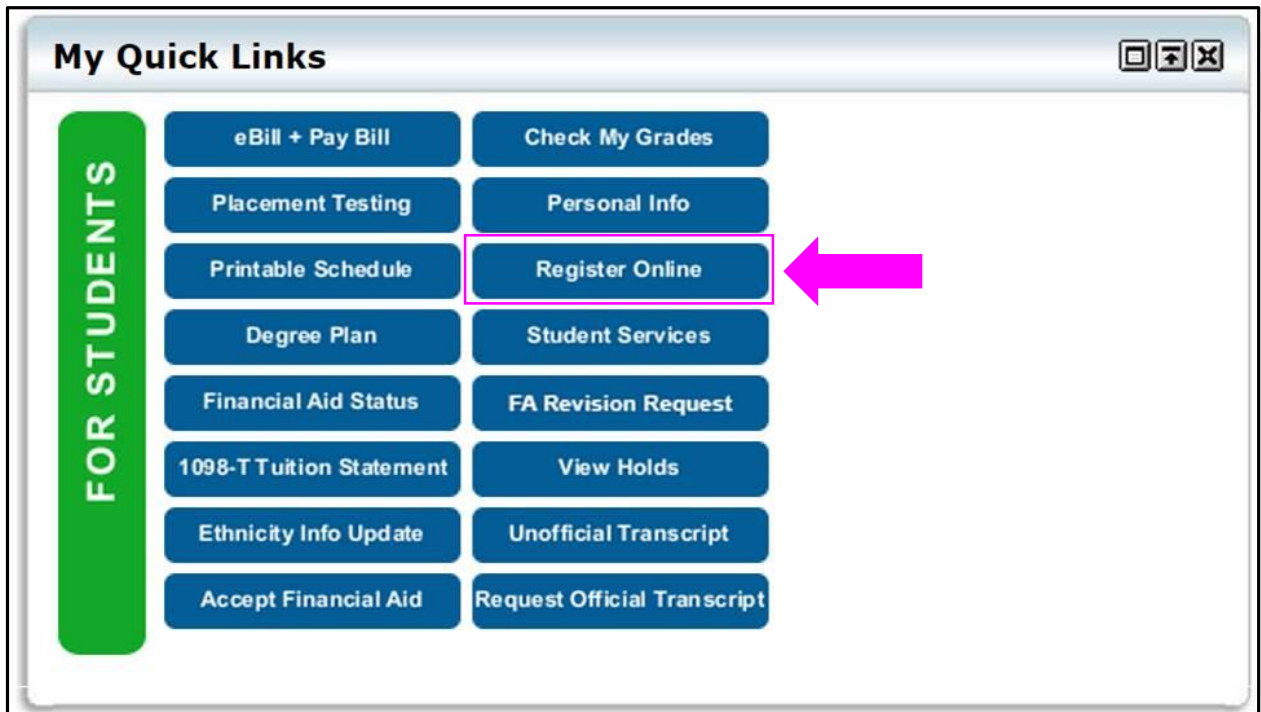 My Quick Links
FOR STUDENTS
eBill + Pay Bill
Check My Grades
Placement Testing
Personal Info
Printable Schedule
Register Online
Degree Plan
Student Services
Financial Aid Status
FA Revision Request
1098-T Tuition Statement
View Holds
Ethnicity Info Update
Unofficial Transcript
Accept Financial Aid
Request Official Transcript